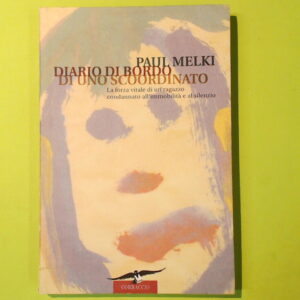 PAUL MELKI
DIARIO DI BORDO
DI UNO SCOORDINATO
La forza vitale di un ragazzo
condannato all'immobilità e al silenzio
CORBACCIO